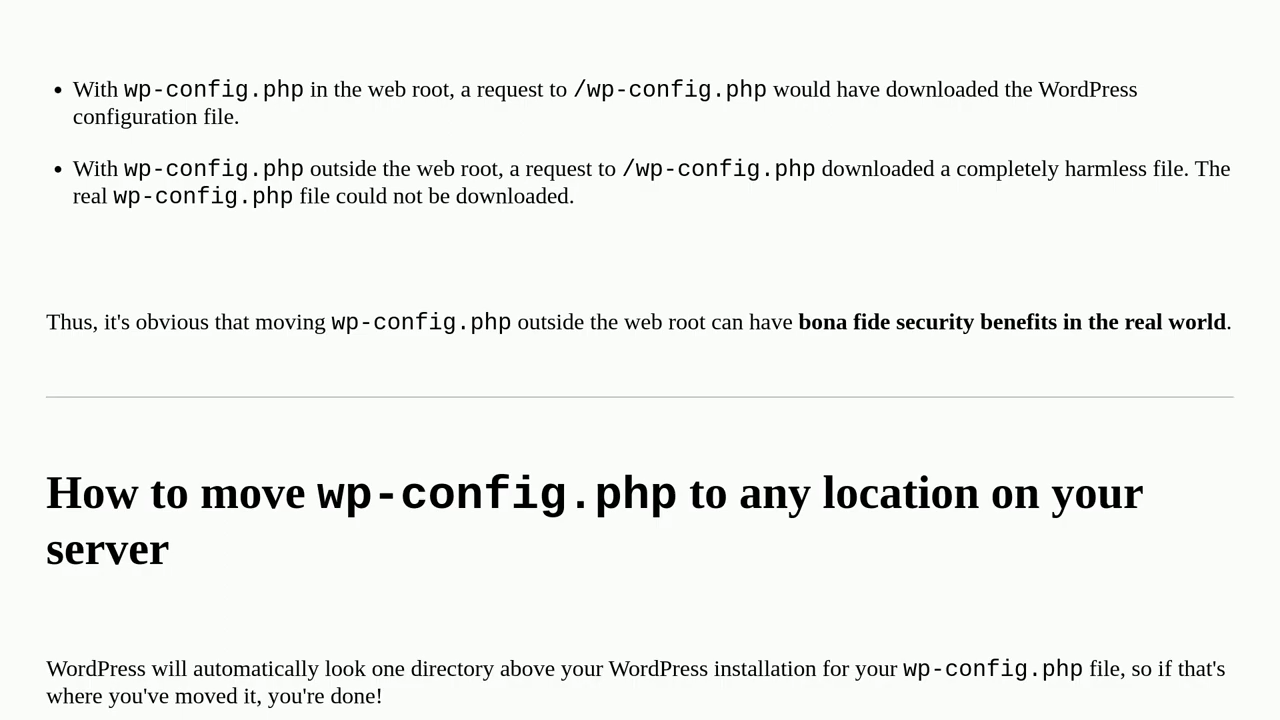 • With wp-config.php in the web root, a request to /wp-config.php would have downloaded the WordPress
configuration file.
• With wp-config.php outside the web root, a request to /wp-config.php downloaded a completely harmless file. The
real wp-config.php file could not be downloaded.
Thus, it's obvious that moving wp-config.php outside the web root can have bona fide security benefits in the real world.
How to move wp-config.php to any location on your
server
WordPress will automatically look one directory above your WordPress installation for your wp-config.php file, so if that's
where you've moved it, you're done!